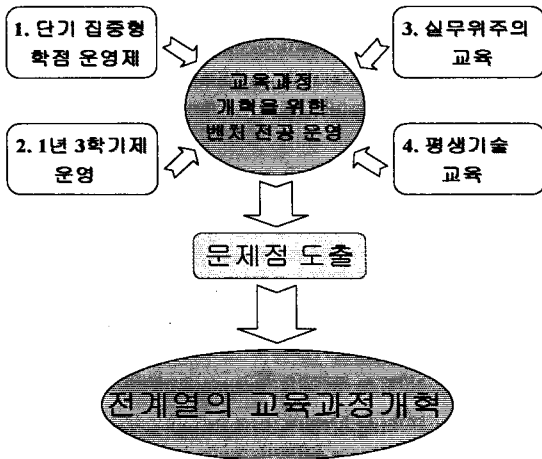 1. 단기 집중형
학점 운영제
2. 1년 3학기제
운영
3. 실무위주의
교육
4. 평생기술
교육
교육과정
개혁을 위한
벤처 전공 운영
문제점 도출
전계열의 교육과정개혁